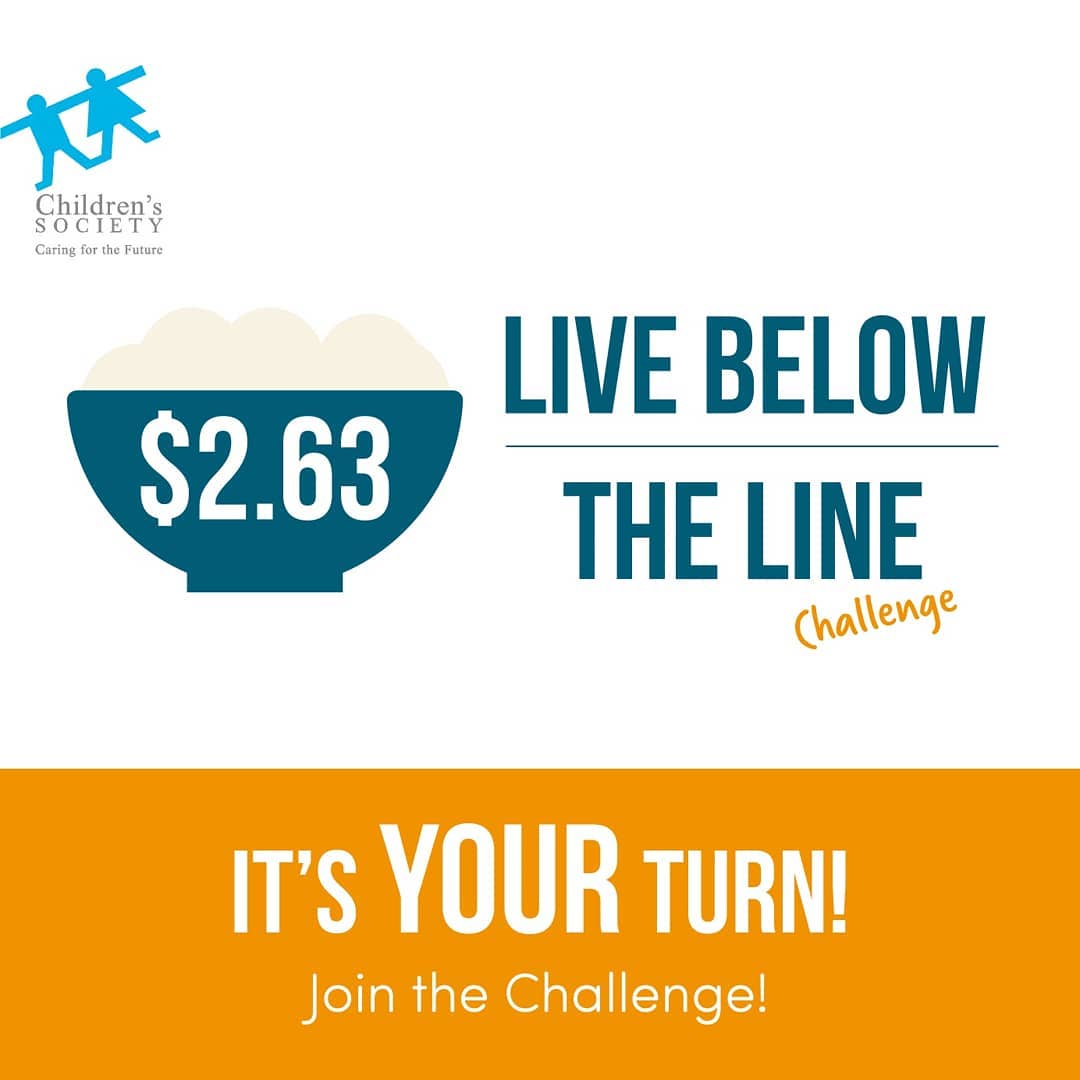 Children's
SOCIETY
Caring for the Future
$2.63
LIVE BELOW
THE LINE
Challenge
IT'S YOUR TURN!
Join the Challenge!